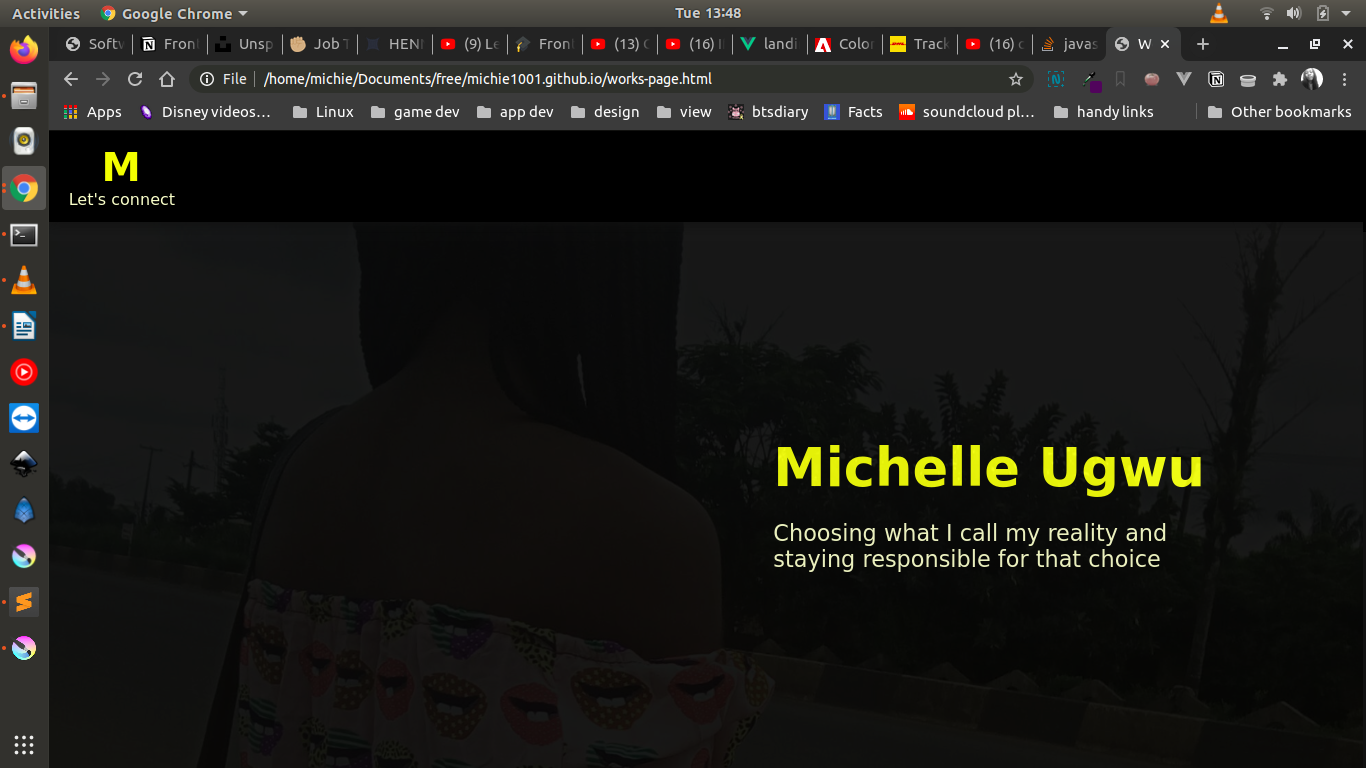 Activities
Google Chrome
Tue 13:48
Softw
Front
Unsp
Job T
HENN
(9) Le
Front
(13) C
(16) I
landi
Color
Track
(16) c
javas
W
File
/home/michie/Documents/free/michie1001.github.io/works-page.html
Apps
Disney videos...
Linux
game dev
app dev
design
view
btsdiary
Facts
soundcloud pl...
handy links
Other bookmarks
M
Let's connect
Michelle Ugwu
Choosing what I call my reality and
staying responsible for that choice